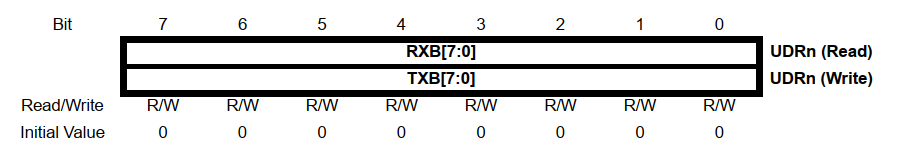 Bit 7 6 5 4 3 2 1 0
RXB[7:0] UDRn (Read)
TXB[7:0] UDRn (Write)
Read/Write R/W R/W R/W R/W R/W R/W R/W R/W
Initial Value 0 0 0 0 0 0 0 0